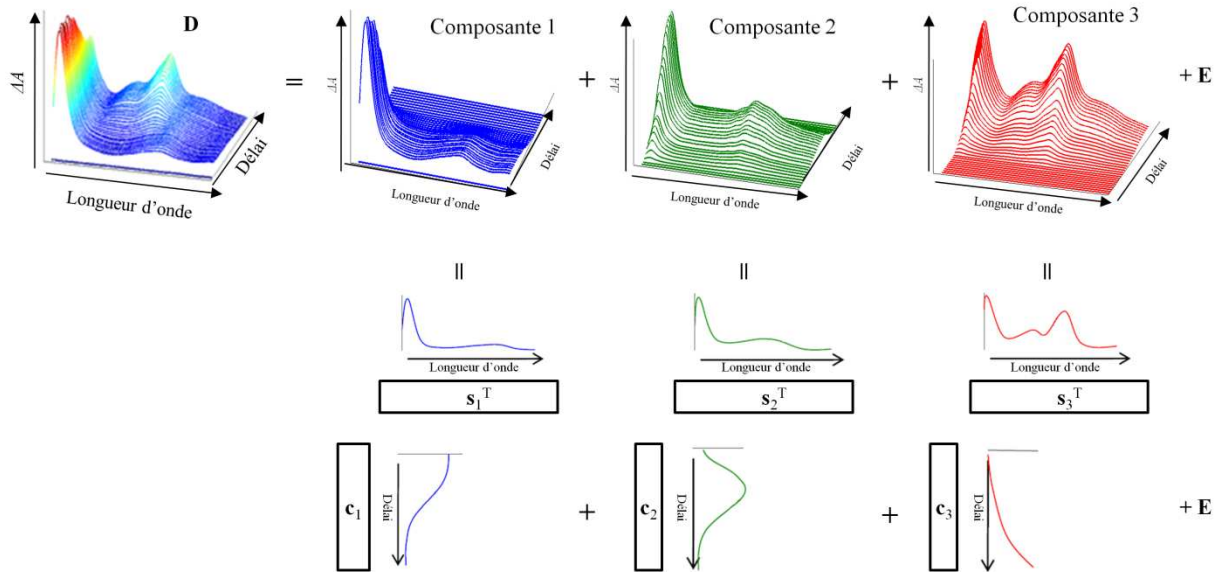 D
Composante 1
Composante 2
Composante 3
ΔA
=
ΔA
+
ΔA
+
ΔA
+ E
Délai
Délai
Délai
Délai
Longueur d'onde
Longueur d'onde
Longueur d'onde
Longueur d'onde
=
=
=
Longueur d'onde
Longueur d'onde
Longueur d'onde
s₁ᵀ
s₂ᵀ
s₃ᵀ
c₁
Délai
+
c₂
Délai
+
c₃
Délai
+ E